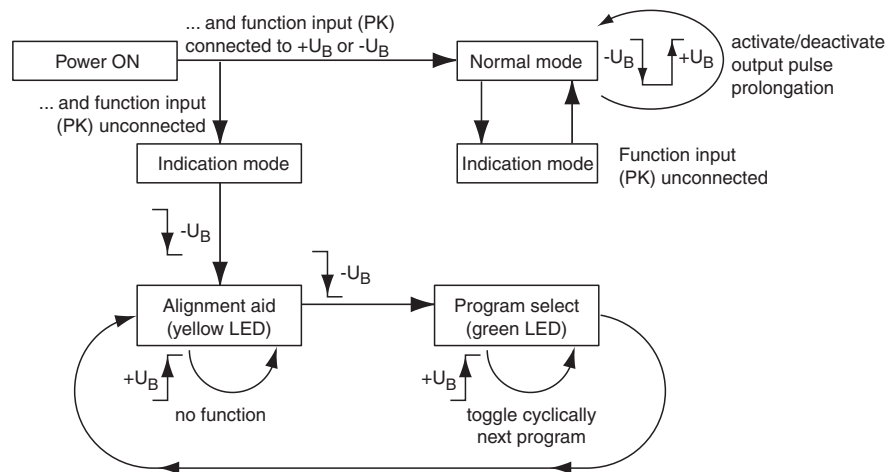 ... and function input (PK)
connected to +UB or -UB
Power ON
Normal mode
-UB
+UB
activate/deactivate
output pulse
prolongation
... and function input
(PK) unconnected
Indication mode
Indication mode
Function input
(PK) unconnected
-UB
-UB
Alignment aid
(yellow LED)
Program select
(green LED)
+UB
no function
+UB
toggle cyclically
next program